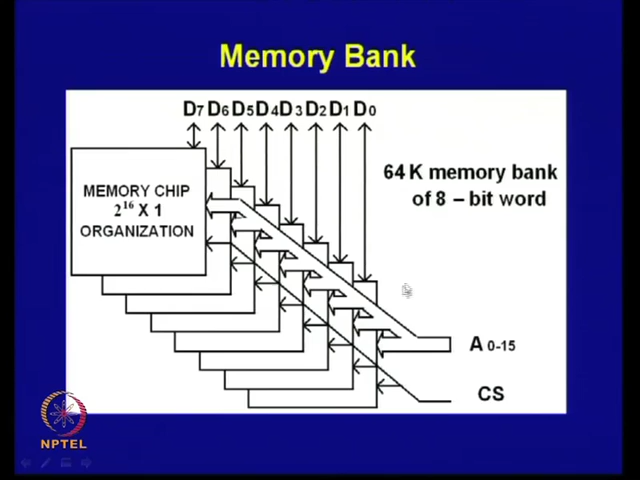 Memory Bank
D7 D6 D5 D4 D3 D2 D1 D0
64 K memory bank
of 8 – bit word
MEMORY CHIP
2^16 X 1
ORGANIZATION
A 0-15
CS
NPTEL